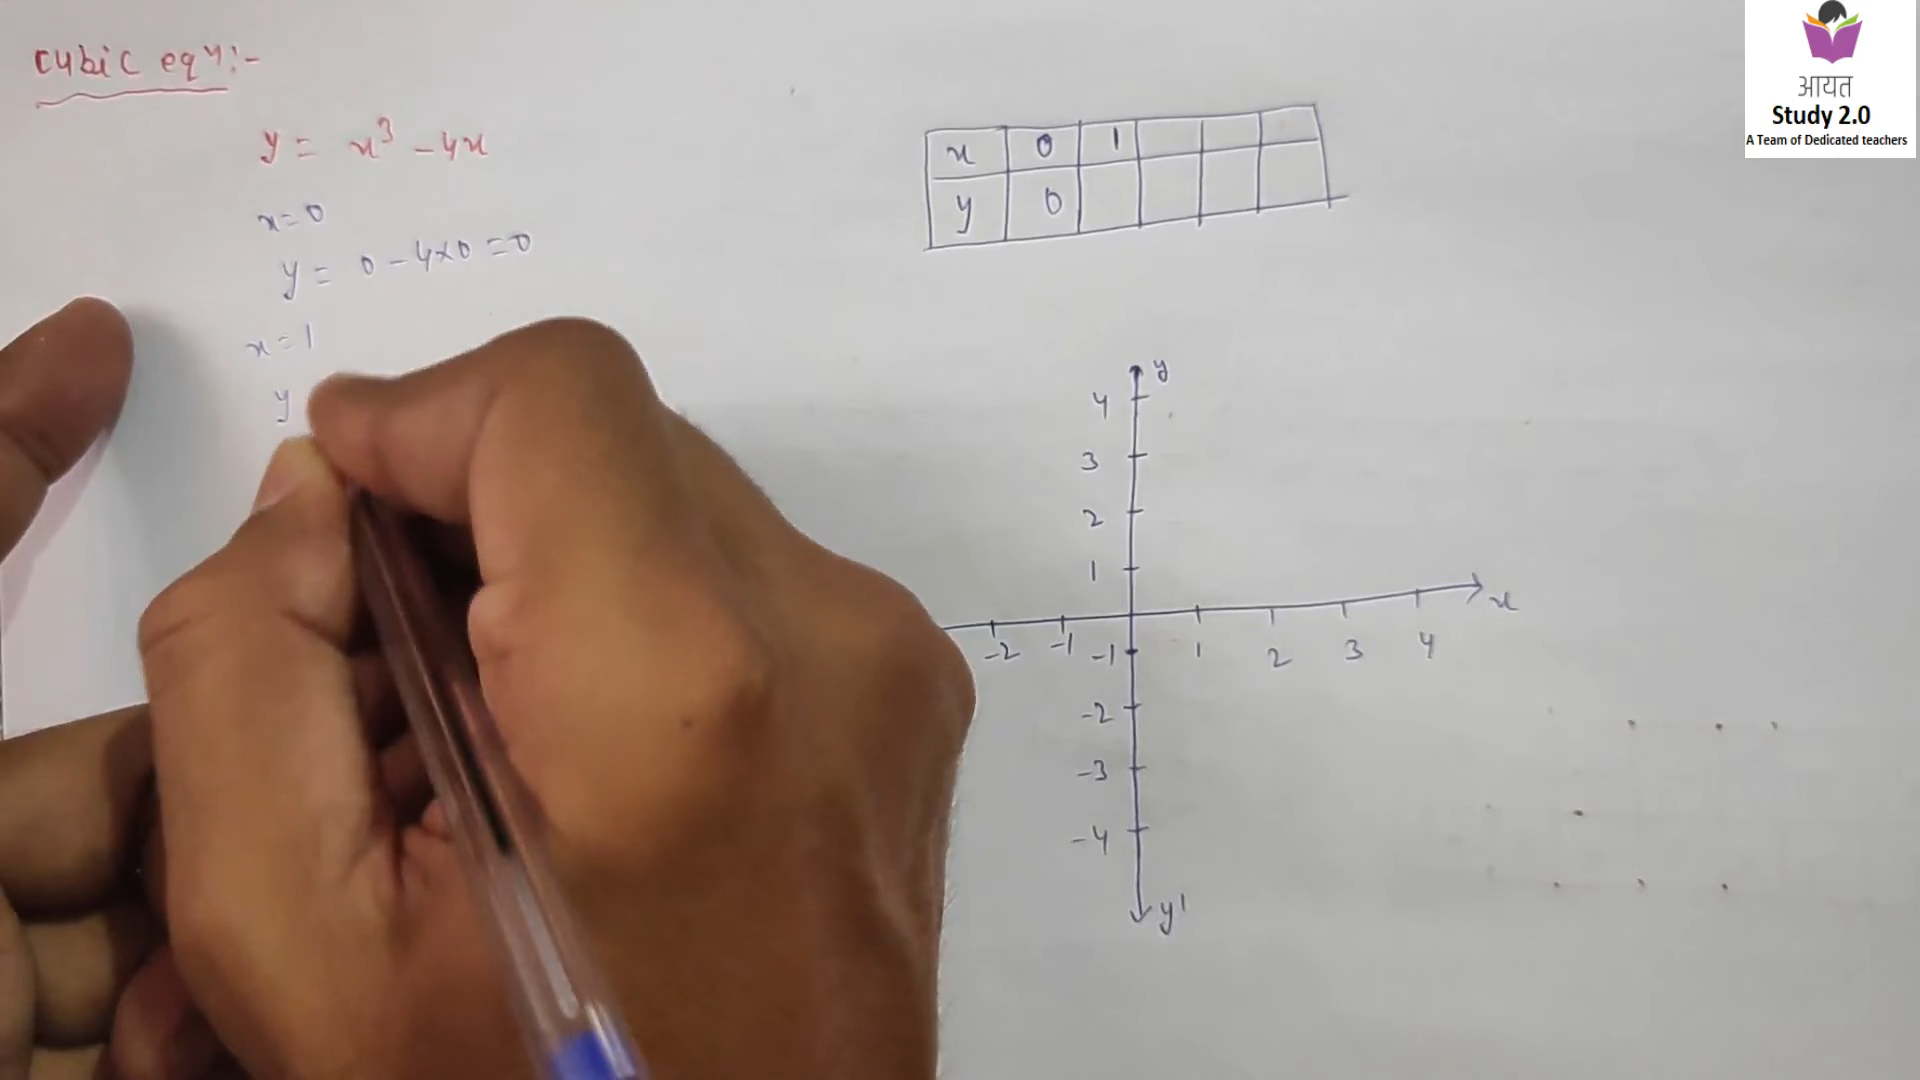 cubic eqn:-
y = x³ - 4x
x = 0
y = 0 - 4×0 = 0
x = 1
y
x 0 1
y 0
y
4
3
2
1
x
-2 -1 -1 1 2 3 4
-2
-3
-4
y'
आयत
Study 2.0
A Team of Dedicated teachers